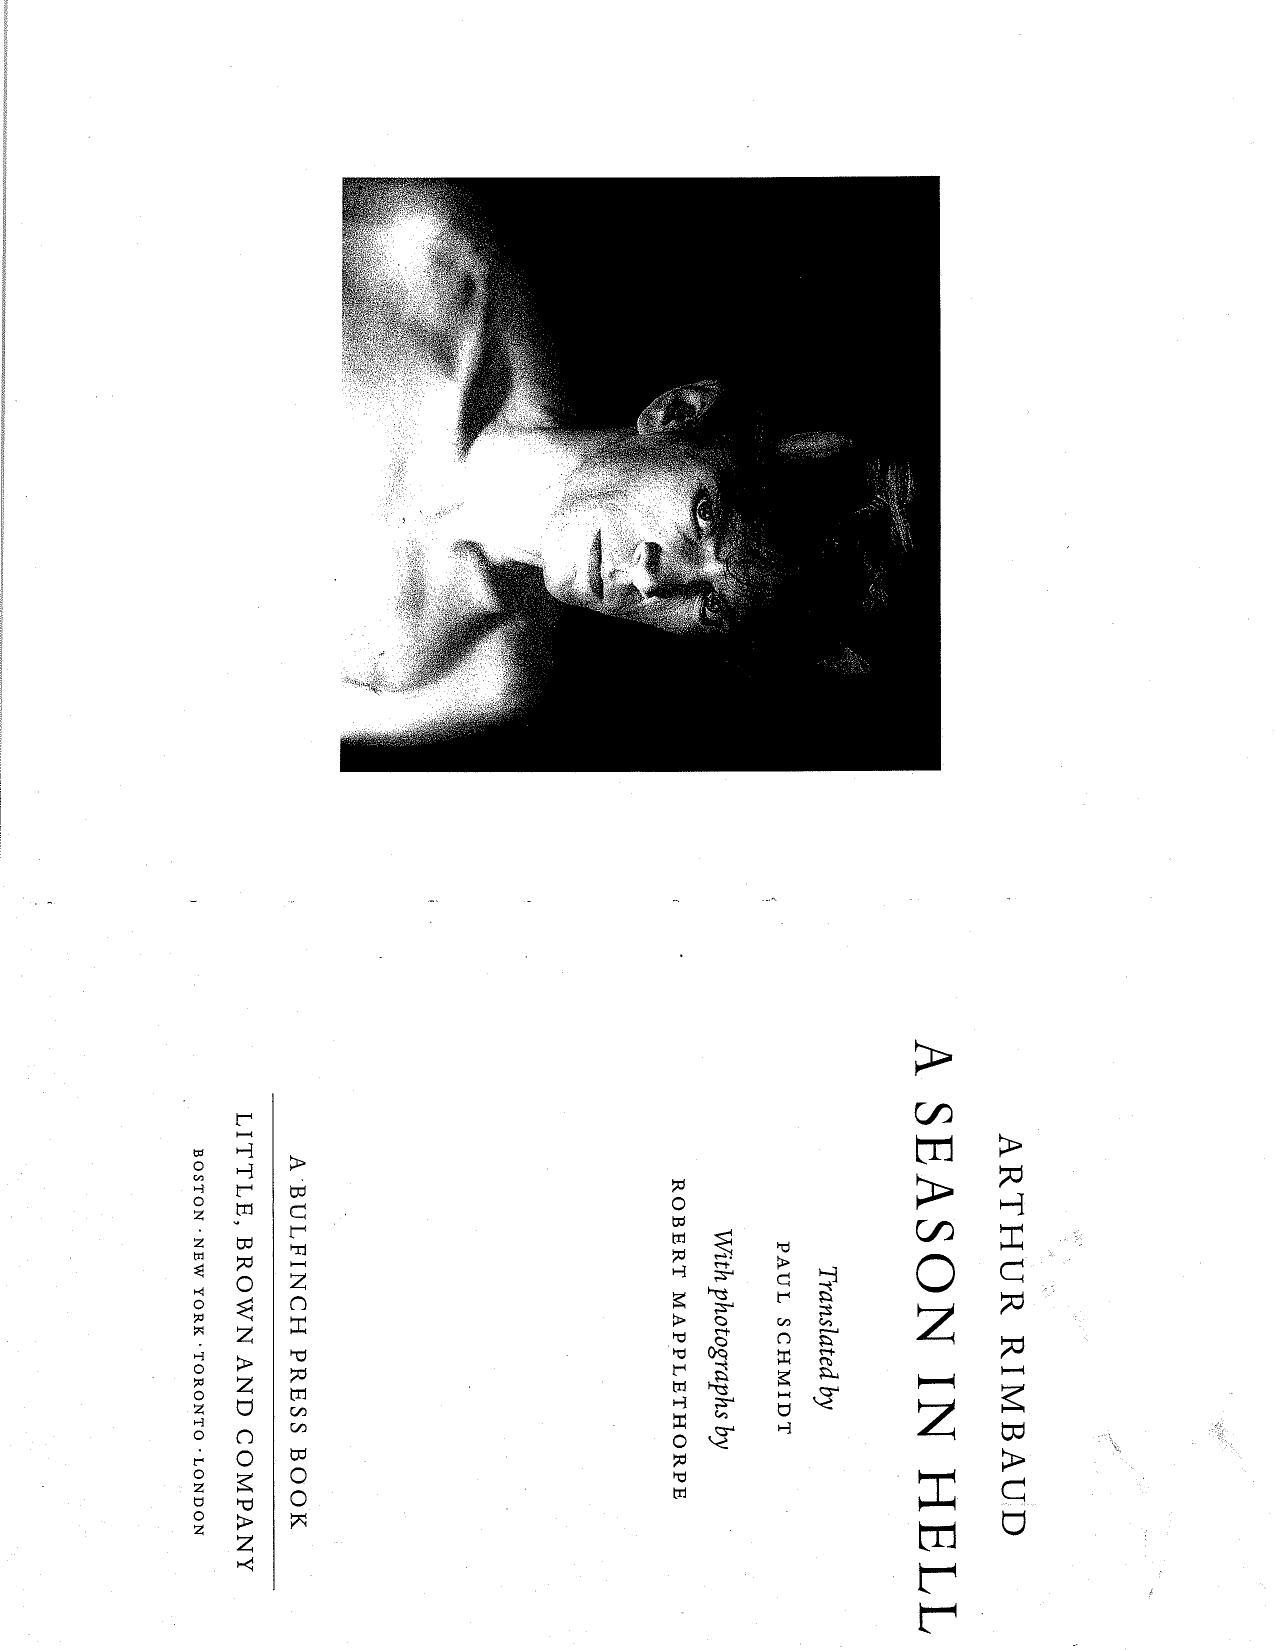 ARTHUR RIMBAUD
A SEASON IN HELL
Translated by
PAUL SCHMIDT
With photographs by
ROBERT MAPPLETHORPE
A BULFINCH PRESS BOOK
LITTLE, BROWN AND COMPANY
BOSTON · NEW YORK · TORONTO · LONDON